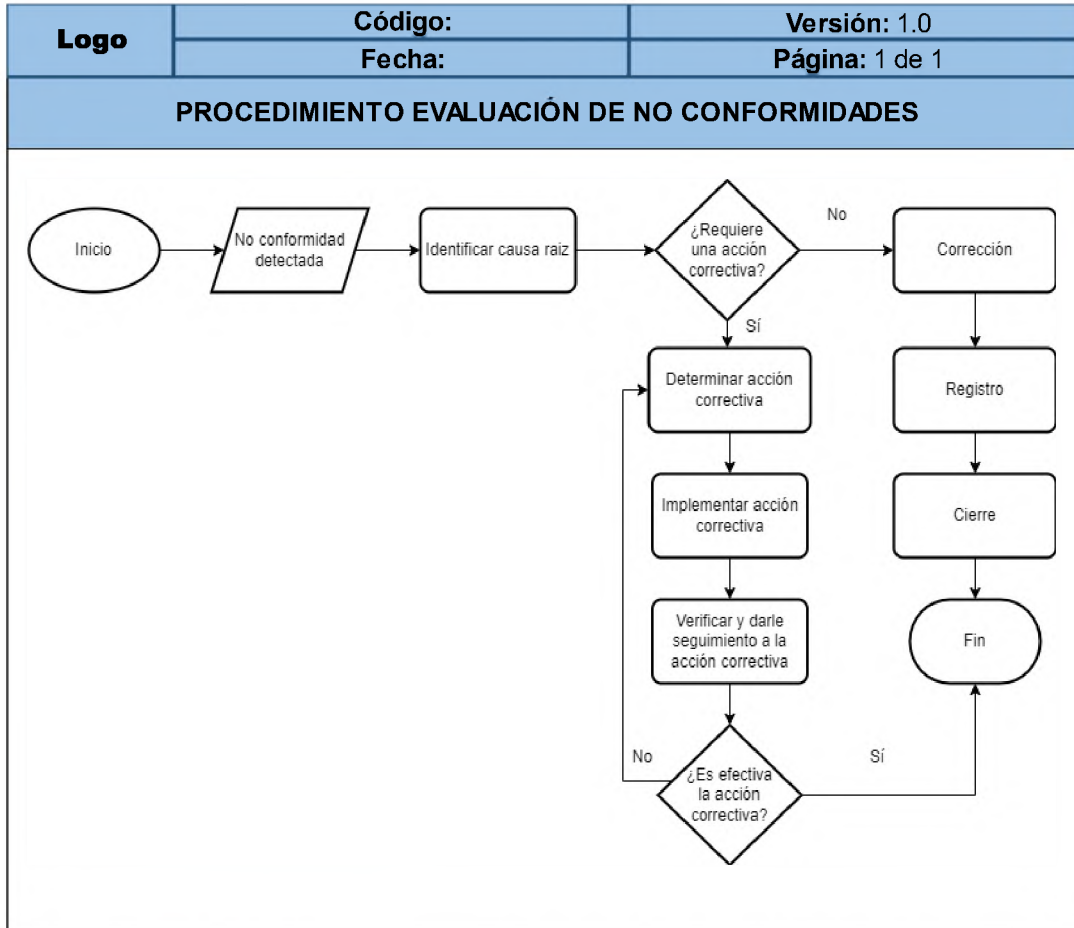 Logo
Código:
Versión: 1.0
Fecha:
Página: 1 de 1
PROCEDIMIENTO EVALUACIÓN DE NO CONFORMIDADES
Inicio
No conformidad
detectada
Identificar causa raiz
¿Requiere
una acción
correctiva?
No
Corrección
Sí
Determinar acción
correctiva
Registro
Implementar acción
correctiva
Cierre
Verificar y darle
seguimiento a la
acción correctiva
Fin
No
¿Es efectiva
la acción
correctiva?
Sí